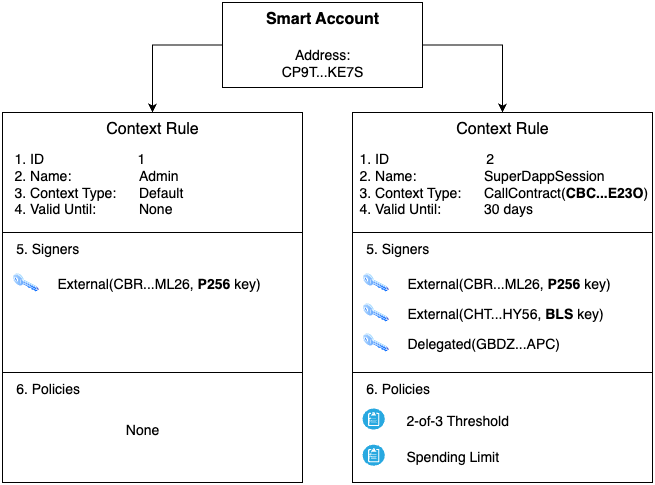 Smart Account
Address:
CP9T...KE7S
Context Rule
1. ID 1
2. Name: Admin
3. Context Type: Default
4. Valid Until: None
5. Signers
External(CBR...ML26, P256 key)
6. Policies
None
Context Rule
1. ID 2
2. Name: SuperDappSession
3. Context Type: CallContract(CBC...E23O)
4. Valid Until: 30 days
5. Signers
External(CBR...ML26, P256 key)
External(CHT...HY56, BLS key)
Delegated(GBDZ...APC)
6. Policies
2-of-3 Threshold
Spending Limit